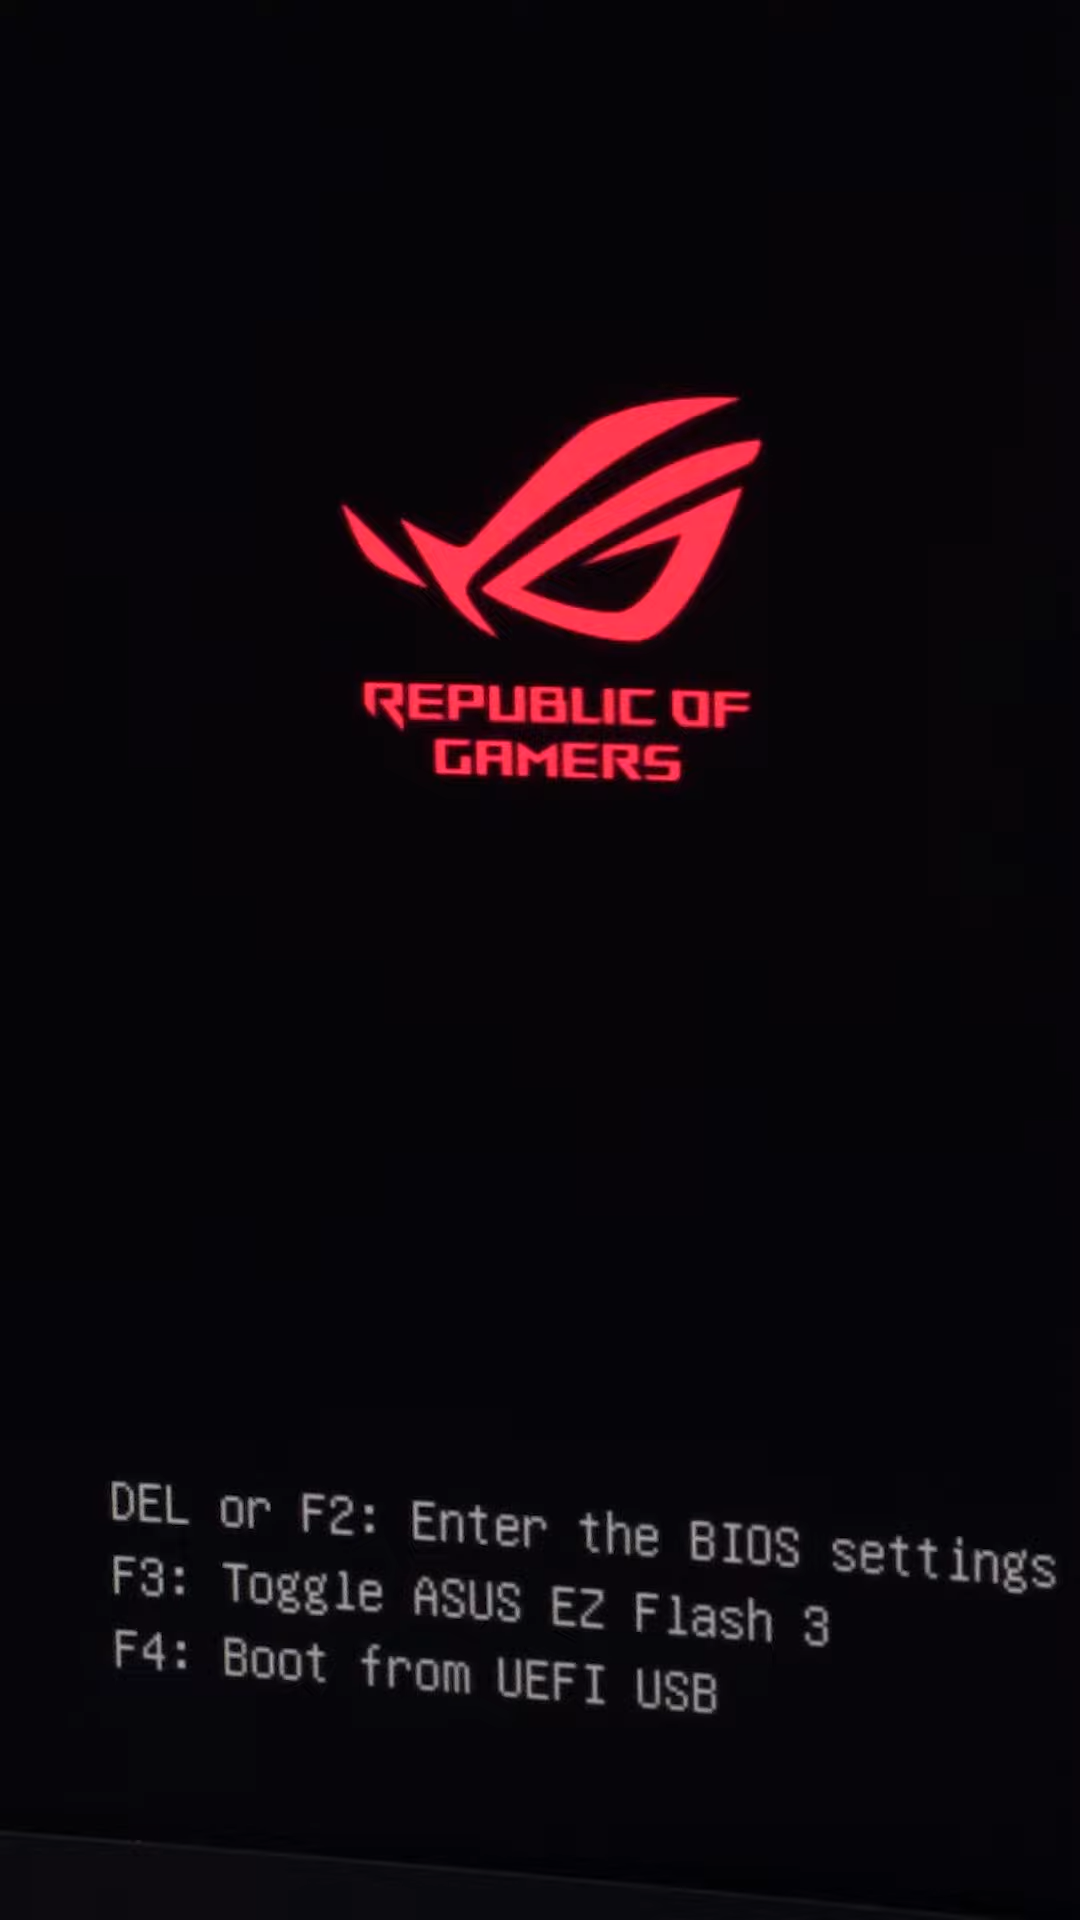 REPUBLIC OF
GAMERS
DEL or F2: Enter the BIOS settings
F3: Toggle ASUS EZ Flash 3
F4: Boot from UEFI USB